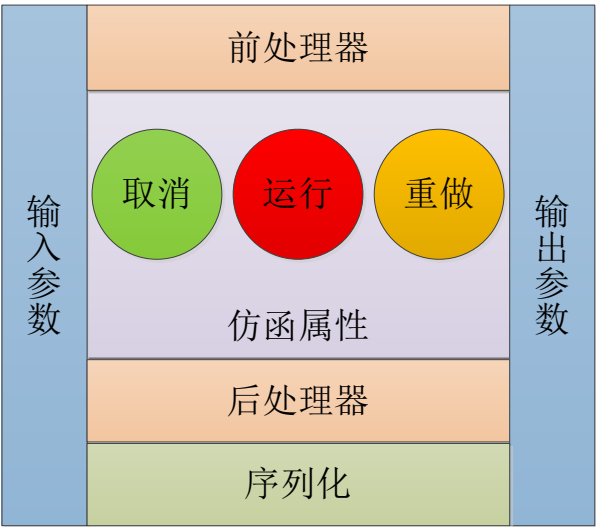 前处理器
取消
运行
重做
输入参数
输出参数
仿函属性
后处理器
序列化